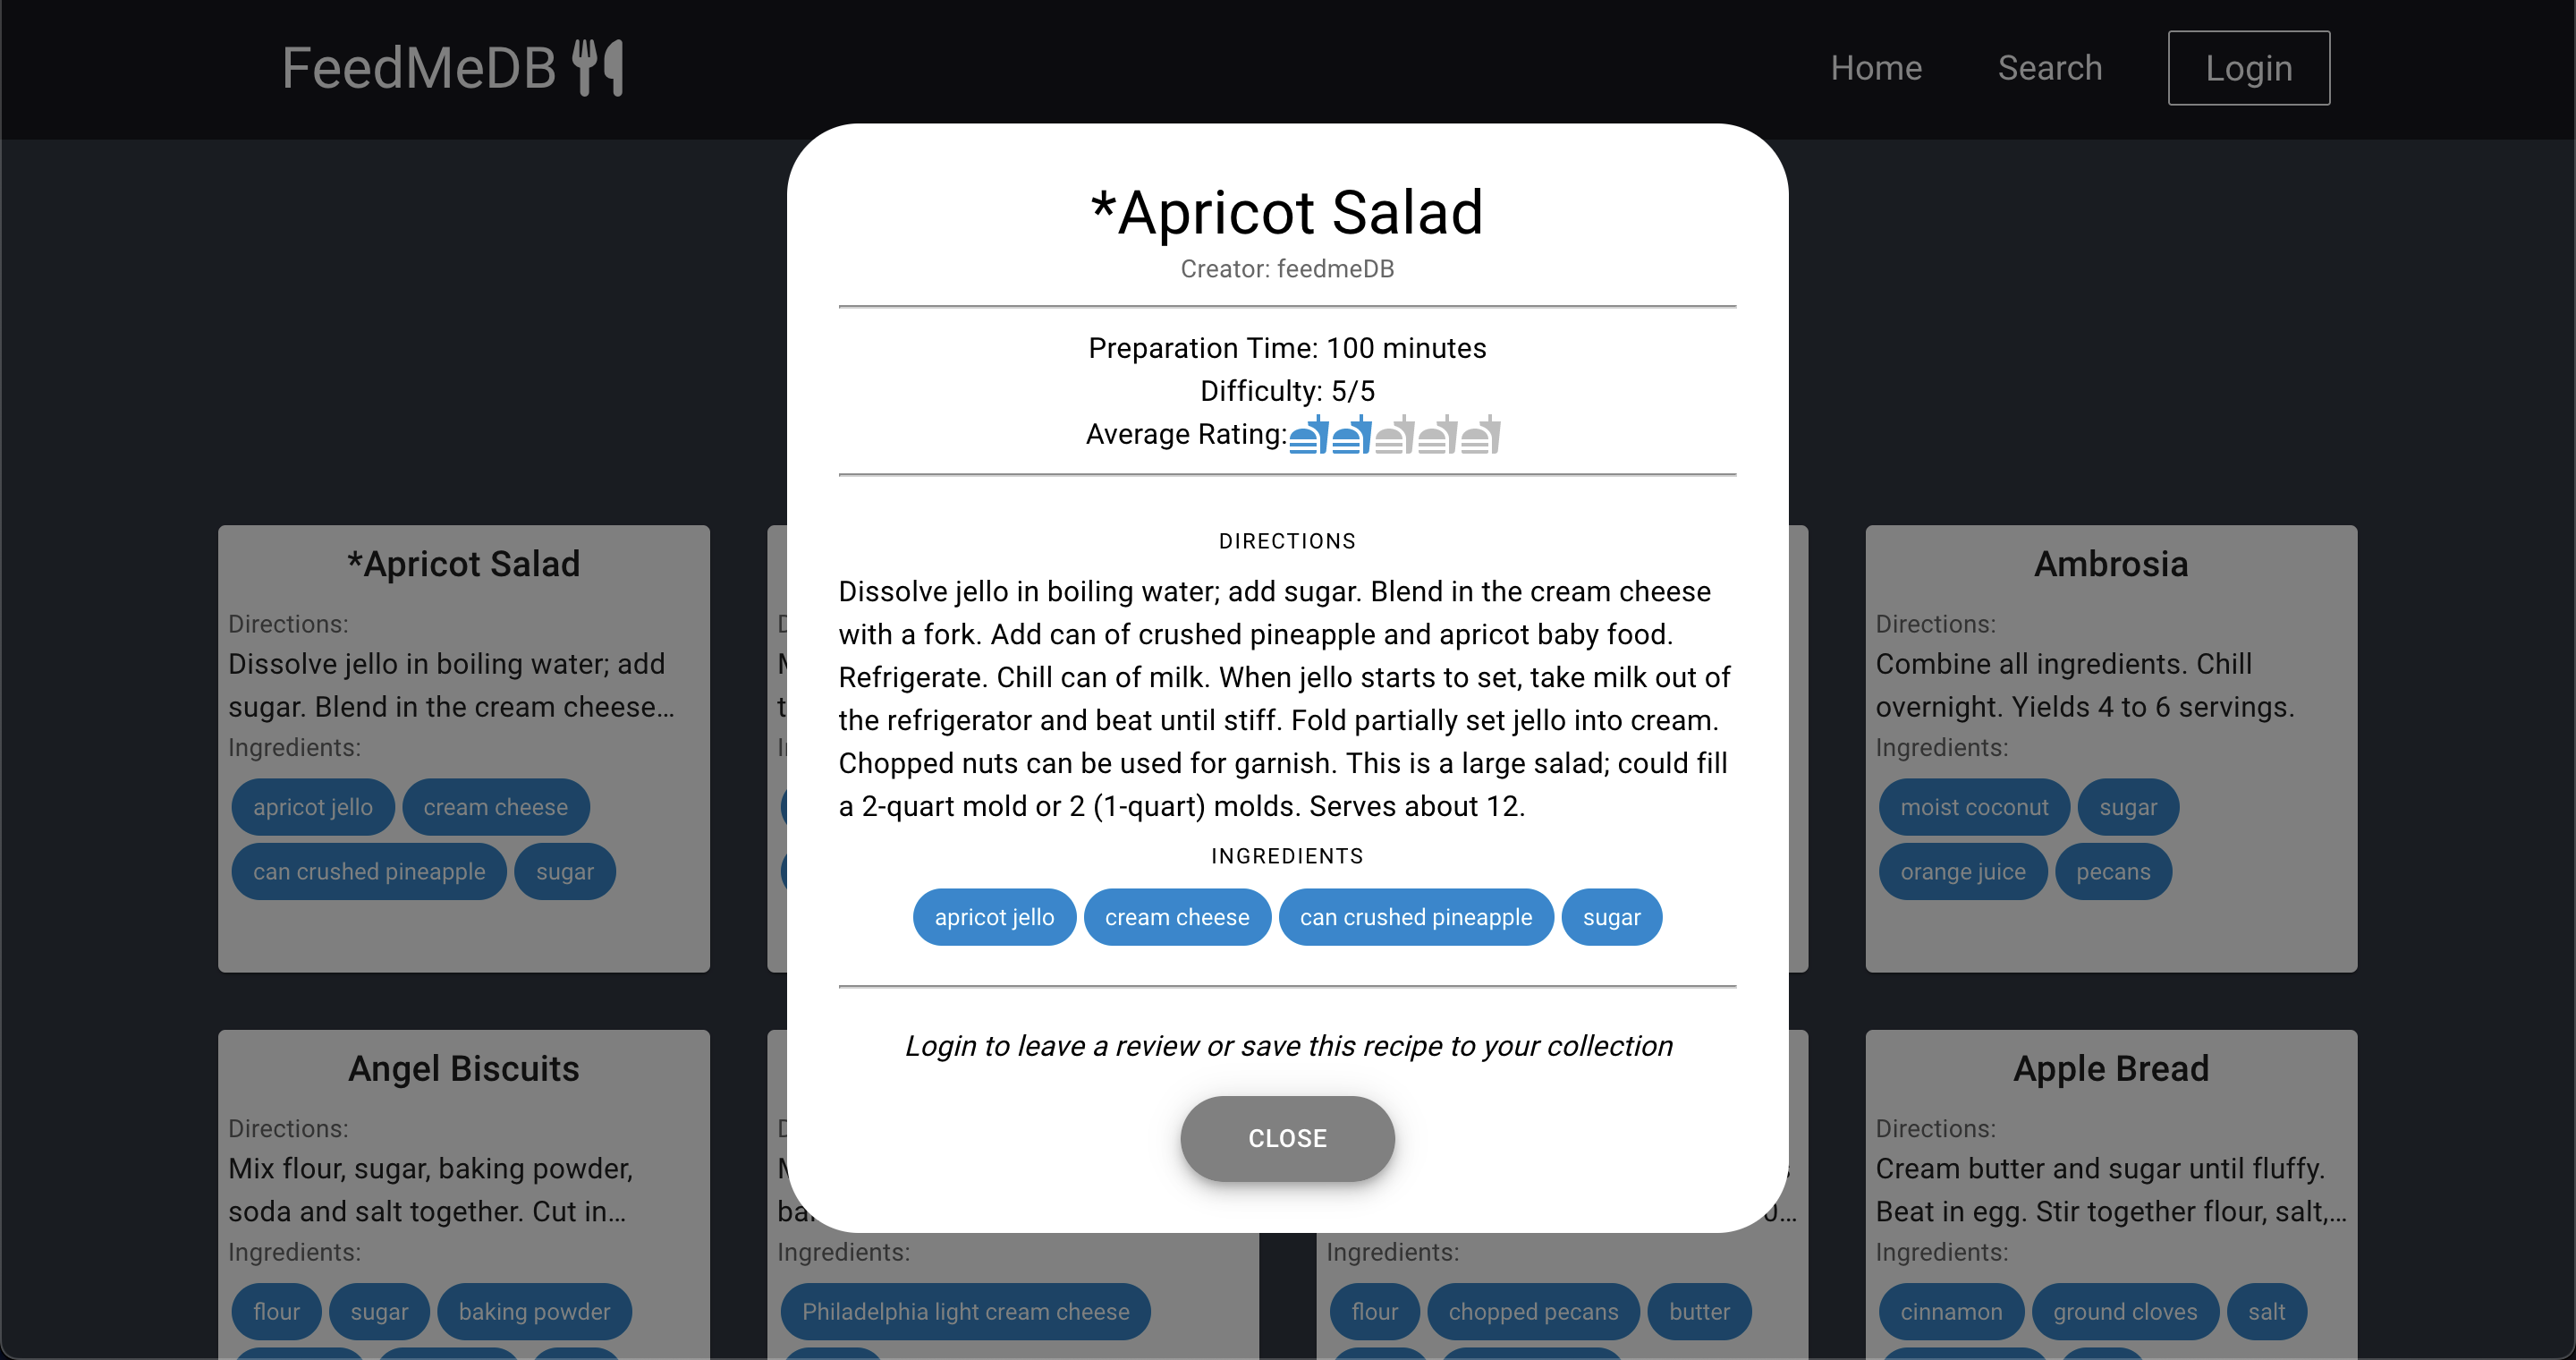 FeedMeDB
Home
Search
Login
*Apricot Salad
Creator: feedmeDB
Preparation Time: 100 minutes
Difficulty: 5/5
Average Rating:
DIRECTIONS
Dissolve jello in boiling water; add sugar. Blend in the cream cheese
with a fork. Add can of crushed pineapple and apricot baby food.
Refrigerate. Chill can of milk. When jello starts to set, take milk out of
the refrigerator and beat until stiff. Fold partially set jello into cream.
Chopped nuts can be used for garnish. This is a large salad; could fill
a 2-quart mold or 2 (1-quart) molds. Serves about 12.
INGREDIENTS
apricot jello
cream cheese
can crushed pineapple
sugar
Login to leave a review or save this recipe to your collection
CLOSE
*Apricot Salad
Directions:
Dissolve jello in boiling water; add
sugar. Blend in the cream cheese...
Ingredients:
apricot jello
cream cheese
can crushed pineapple
sugar
Ambrosia
Directions:
Combine all ingredients. Chill
overnight. Yields 4 to 6 servings.
Ingredients:
moist coconut
sugar
orange juice
pecans
Angel Biscuits
Directions:
Mix flour, sugar, baking powder,
soda and salt together. Cut in...
Ingredients:
flour
sugar
baking powder
Ingredients:
Philadelphia light cream cheese
Ingredients:
flour
chopped pecans
butter
Apple Bread
Directions:
Cream butter and sugar until fluffy.
Beat in egg. Stir together flour, salt,...
Ingredients:
cinnamon
ground cloves
salt